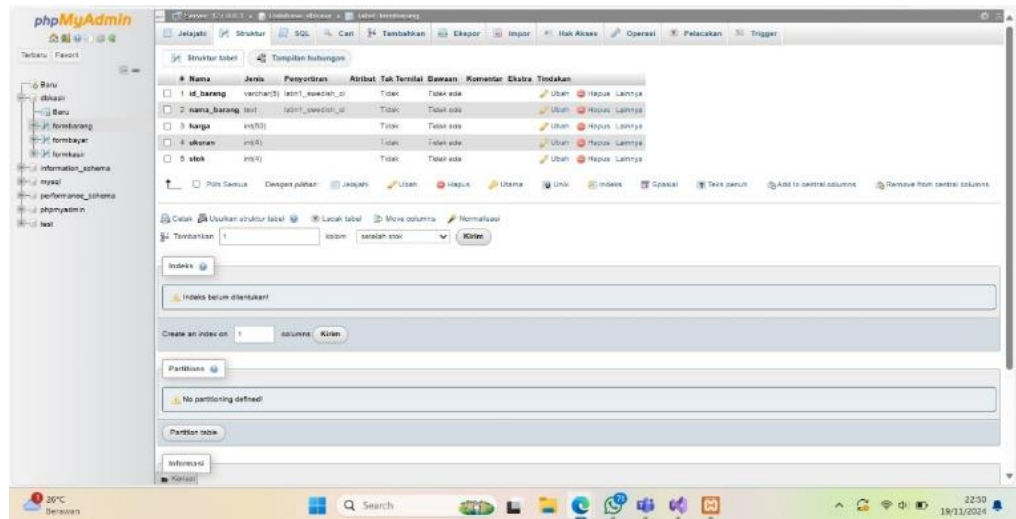 phpMyAdmin
Terbaru Favorit
Baru
dbkasir
Baru
formbarang
formbayar
formkasir
information_schema
mysql
performance_schema
phpmyadmin
test
Jelajahi Struktur SQL Cari Tambahkan Ekspor Impor Hak Akses Operasi Pelacakan Trigger
Struktur tabel Tampilan hubungan
# Nama Jenis Penyortiran Atribut Tak Ternilai Bawaan Komentar Ekstra Tindakan
1 id_barang varchar(5) latin1_swedish_ci Tidak Tidak ada Ubah Hapus Lainnya
2 nama_barang text latin1_swedish_ci Tidak Tidak ada Ubah Hapus Lainnya
3 harga int(50) Tidak Tidak ada Ubah Hapus Lainnya
4 ukuran int(4) Tidak Tidak ada Ubah Hapus Lainnya
5 stok int(4) Tidak Tidak ada Ubah Hapus Lainnya
Pilih Semua Dengan pilihan: Jelajahi Ubah Hapus Utama Unik Indeks Spasial Teks penuh Add to central columns Remove from central columns
Cetak Usulkan struktur tabel Lacak tabel Move columns Normalisasi
Tambahkan 1 kolom setelah stok Kirim
Indeks
Indeks belum ditentukan!
Create an index on 1 columns Kirim
Partitions
No partitioning defined!
Partition table
Informasi
Konsol
26°C
Berawan
Search
22:50
19/11/2024